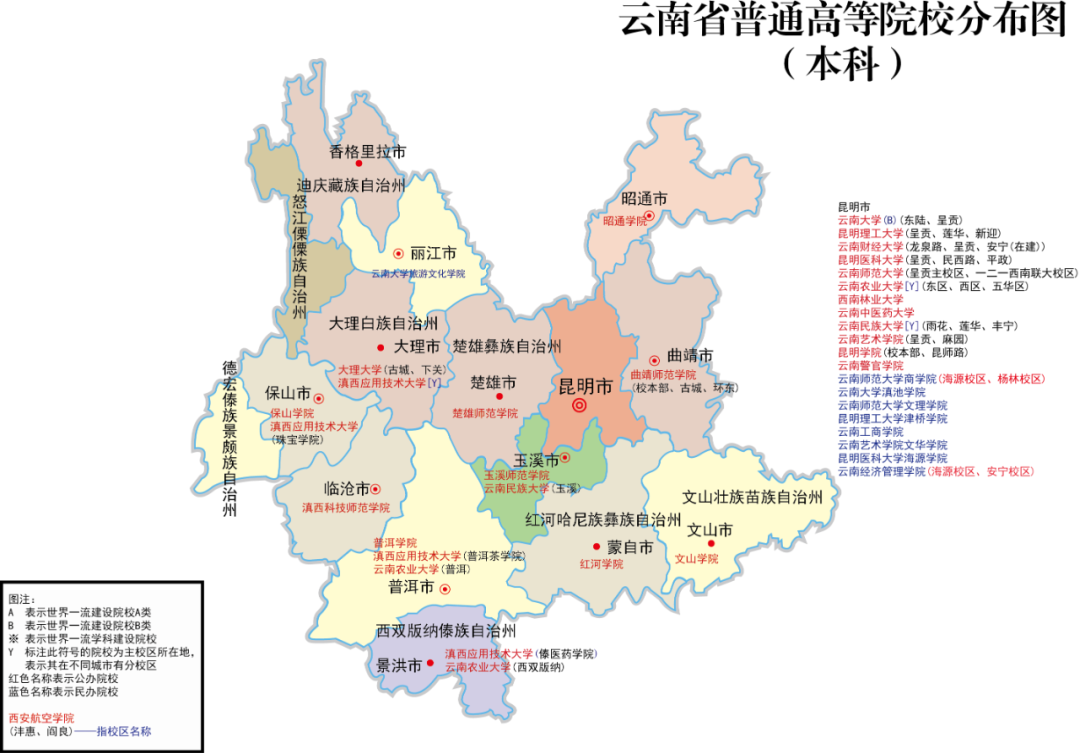 云南省普通高等院校分布图
（本科）
香格里拉市
迪庆藏族自治州
怒江傈僳族自治州
丽江市
云南大学旅游文化学院
昭通市
昭通学院
大理白族自治州
大理市
大理大学(古城、下关)
滇西应用技术大学[Y]
楚雄彝族自治州
楚雄市
楚雄师范学院
昆明市
曲靖市
曲靖师范学院
(校本部、古城、环东)
德宏傣族景颇族自治州
保山市
保山学院
滇西应用技术大学
(珠宝学院)
临沧市
滇西科技师范学院
玉溪市
玉溪师范学院
云南民族大学(玉溪)
红河哈尼族彝族自治州
蒙自市
红河学院
文山壮族苗族自治州
文山市
文山学院
普洱学院
滇西应用技术大学(普洱茶学院)
云南农业大学(普洱)
普洱市
西双版纳傣族自治州
景洪市
滇西应用技术大学(傣医药学院)
云南农业大学(西双版纳)
昆明市
云南大学(B)(东陆、呈贡)
昆明理工大学(呈贡、莲华、新迎)
云南财经大学(龙泉路、呈贡、安宁(在建))
昆明医科大学(呈贡、民西路、平政)
云南师范大学(呈贡主校区、一二一西南联大校区)
云南农业大学[Y](东区、西区、五华区)
西南林业大学
云南中医药大学
云南民族大学[Y](雨花、莲华、丰宁)
云南艺术学院(呈贡、麻园)
昆明学院(校本部、昆师路)
云南警官学院
云南师范大学商学院(海源校区、杨林校区)
云南大学滇池学院
云南师范大学文理学院
昆明理工大学津桥学院
云南工商学院
云南艺术学院文华学院
昆明医科大学海源学院
云南经济管理学院(海源校区、安宁校区)
图注：
A 表示世界一流建设院校A类
B 表示世界一流建设院校B类
※ 表示世界一流学科建设院校
Y 标注此符号的院校为主校区所在地，
表示其在不同城市有分校区
红色名称表示公办院校
蓝色名称表示民办院校
西安航空学院
(沣惠、阎良)——指校区名称